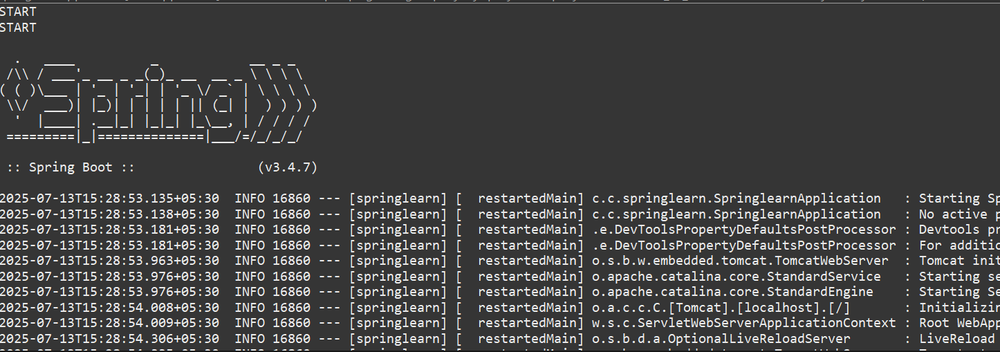 START
START
  .   ____          _            __ _ _
 /\\ / ___'_ __ _ _(_)_ __  __ _ \ \ \ \
( ( )\___ | '_ | '_| | '_ \/ _` | \ \ \ \
 \\/  ___)| |_)| | | | | || (_| |  ) ) ) )
  '  |____| .__|_| |_|_| |_\__, | / / / /
 =========|_|==============|___/=/_/_/_/
 :: Spring Boot ::                (v3.4.7)
2025-07-13T15:28:53.135+05:30  INFO 16860 --- [springlearn] [  restartedMain] c.c.springlearn.SpringlearnApplication   : Starting Sp
2025-07-13T15:28:53.138+05:30  INFO 16860 --- [springlearn] [  restartedMain] c.c.springlearn.SpringlearnApplication   : No active p
2025-07-13T15:28:53.181+05:30  INFO 16860 --- [springlearn] [  restartedMain] .e.DevToolsPropertyDefaultsPostProcessor : Devtools pr
2025-07-13T15:28:53.181+05:30  INFO 16860 --- [springlearn] [  restartedMain] .e.DevToolsPropertyDefaultsPostProcessor : For additio
2025-07-13T15:28:53.963+05:30  INFO 16860 --- [springlearn] [  restartedMain] o.s.b.w.embedded.tomcat.TomcatWebServer  : Tomcat init
2025-07-13T15:28:53.976+05:30  INFO 16860 --- [springlearn] [  restartedMain] o.apache.catalina.core.StandardService   : Starting se
2025-07-13T15:28:53.976+05:30  INFO 16860 --- [springlearn] [  restartedMain] o.apache.catalina.core.StandardEngine    : Starting Se
2025-07-13T15:28:54.008+05:30  INFO 16860 --- [springlearn] [  restartedMain] o.a.c.c.C.[Tomcat].[localhost].[/]       : Initializin
2025-07-13T15:28:54.009+05:30  INFO 16860 --- [springlearn] [  restartedMain] w.s.c.ServletWebServerApplicationContext : Root WebApp
2025-07-13T15:28:54.306+05:30  INFO 16860 --- [springlearn] [  restartedMain] o.s.b.d.a.OptionalLiveReloadServer       : LiveReload